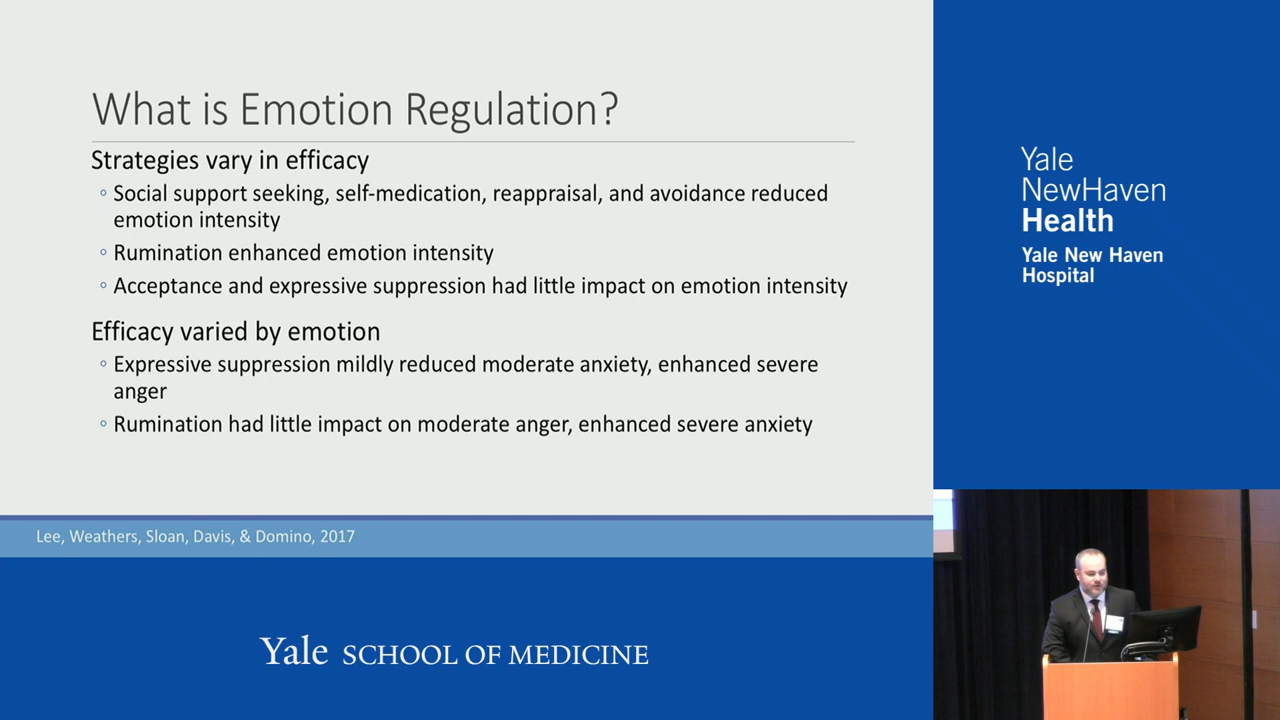 What is Emotion Regulation?
Strategies vary in efficacy
◦ Social support seeking, self-medication, reappraisal, and avoidance reduced
emotion intensity
◦ Rumination enhanced emotion intensity
◦ Acceptance and expressive suppression had little impact on emotion intensity
Efficacy varied by emotion
◦ Expressive suppression mildly reduced moderate anxiety, enhanced severe
anger
◦ Rumination had little impact on moderate anger, enhanced severe anxiety
Lee, Weathers, Sloan, Davis, & Domino, 2017
Yale SCHOOL OF MEDICINE
Yale
NewHaven
Health
Yale New Haven
Hospital